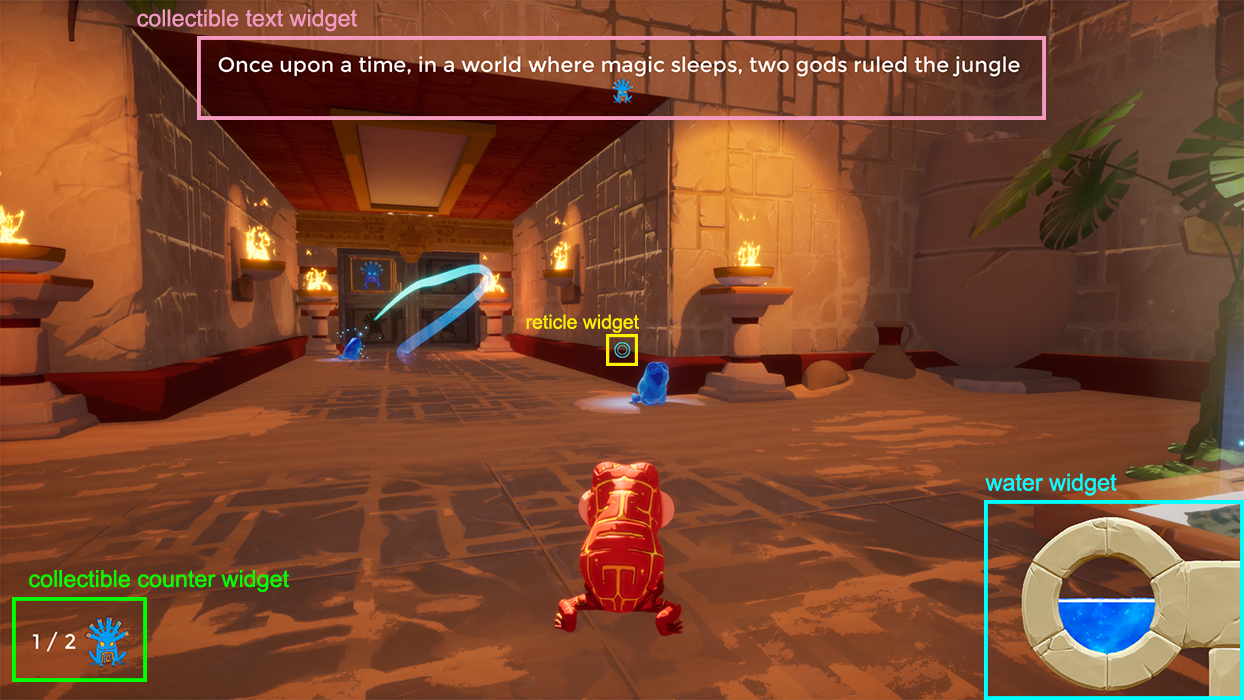 collectible text widget
Once upon a time, in a world where magic sleeps, two gods ruled the jungle
reticle widget
water widget
collectible counter widget
1 / 2